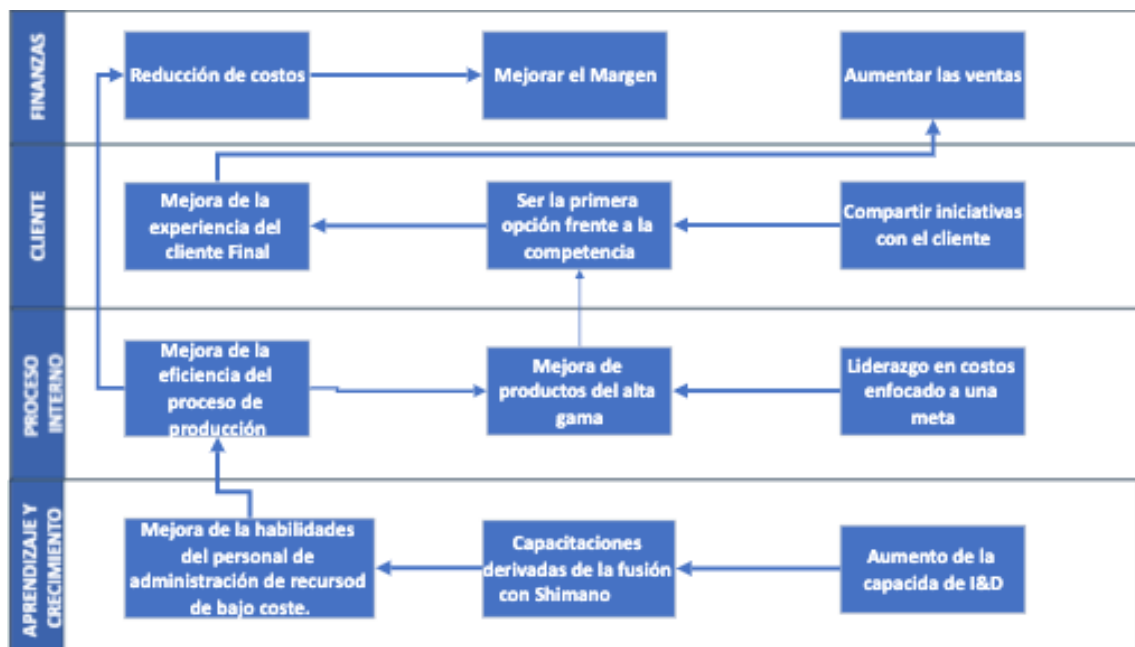 FINANZAS
Reducción de costos
Mejorar el Margen
Aumentar las ventas
CLIENTE
Mejora de la
experiencia del
cliente Final
Ser la primera
opción frente a la
competencia
Compartir iniciativas
con el cliente
PROCESO
INTERNO
Mejora de la
eficiencia del
proceso de
producción
Mejora de
productos del alta
gama
Liderazgo en costos
enfocado a una
meta
APRENDIZAJE Y
CRECIMIENTO
Mejora de la habilidades
del personal de
administración de recursod
de bajo coste.
Capacitaciones
derivadas de la fusión
con Shimano
Aumento de la
capacida de I&D